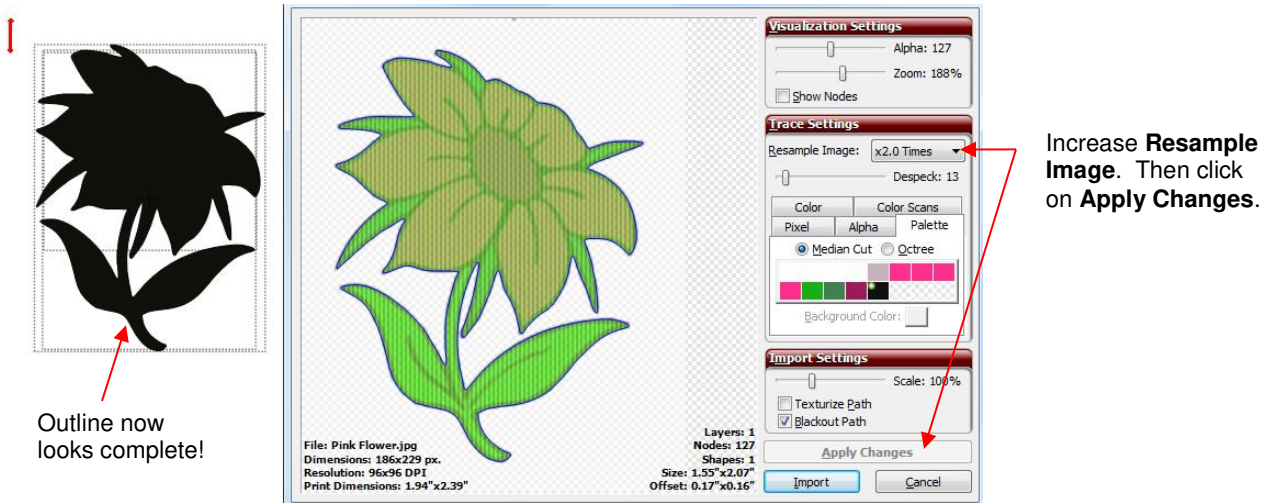 Outline now
looks complete!
File: Pink Flower.jpg
Dimensions: 186x229 px.
Resolution: 96x96 DPI
Print Dimensions: 1.94"x2.39"
Layers: 1
Nodes: 127
Shapes: 1
Size: 1.55"x2.07"
Offset: 0.17"x0.16"
Visualization Settings
Alpha: 127
Zoom: 188%
Show Nodes
Trace Settings
Resample Image: x2.0 Times
Despeck: 13
Color Color Scans
Pixel Alpha Palette
Median Cut Octree
Background Color:
Import Settings
Scale: 100%
Texturize Path
Blackout Path
Apply Changes
Import Cancel
Increase Resample
Image. Then click
on Apply Changes.